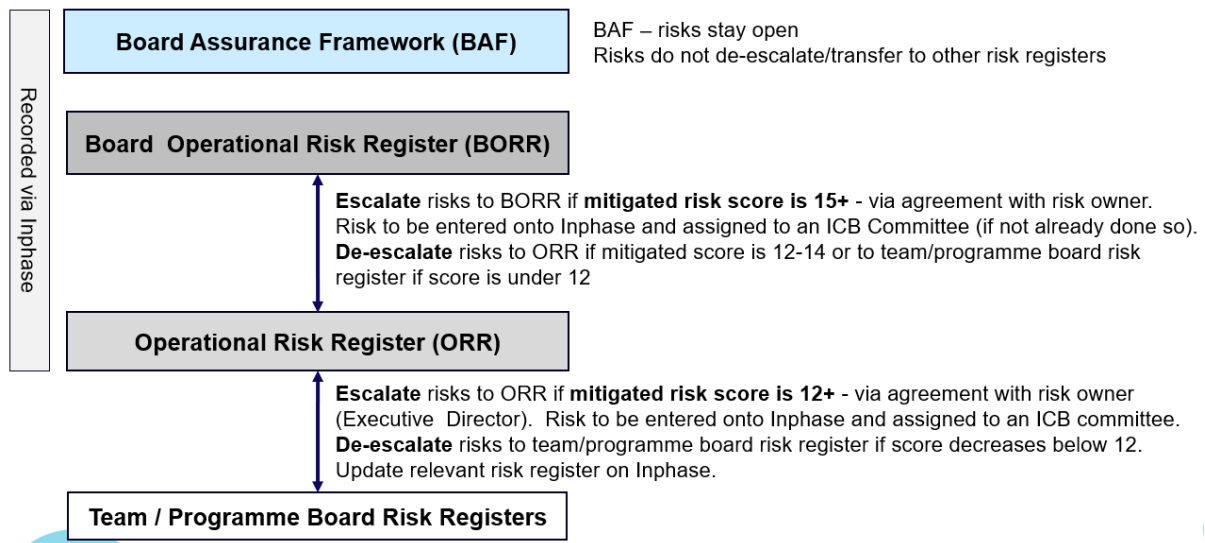 Board Assurance Framework (BAF)
BAF – risks stay open
Risks do not de-escalate/transfer to other risk registers
Recorded via Inphase
Board Operational Risk Register (BORR)
Escalate risks to BORR if mitigated risk score is 15+ - via agreement with risk owner.
Risk to be entered onto Inphase and assigned to an ICB Committee (if not already done so).
De-escalate risks to ORR if mitigated score is 12-14 or to team/programme board risk
register if score is under 12
Operational Risk Register (ORR)
Escalate risks to ORR if mitigated risk score is 12+ - via agreement with risk owner
(Executive Director). Risk to be entered onto Inphase and assigned to an ICB committee.
De-escalate risks to team/programme board risk register if score decreases below 12.
Update relevant risk register on Inphase.
Team / Programme Board Risk Registers